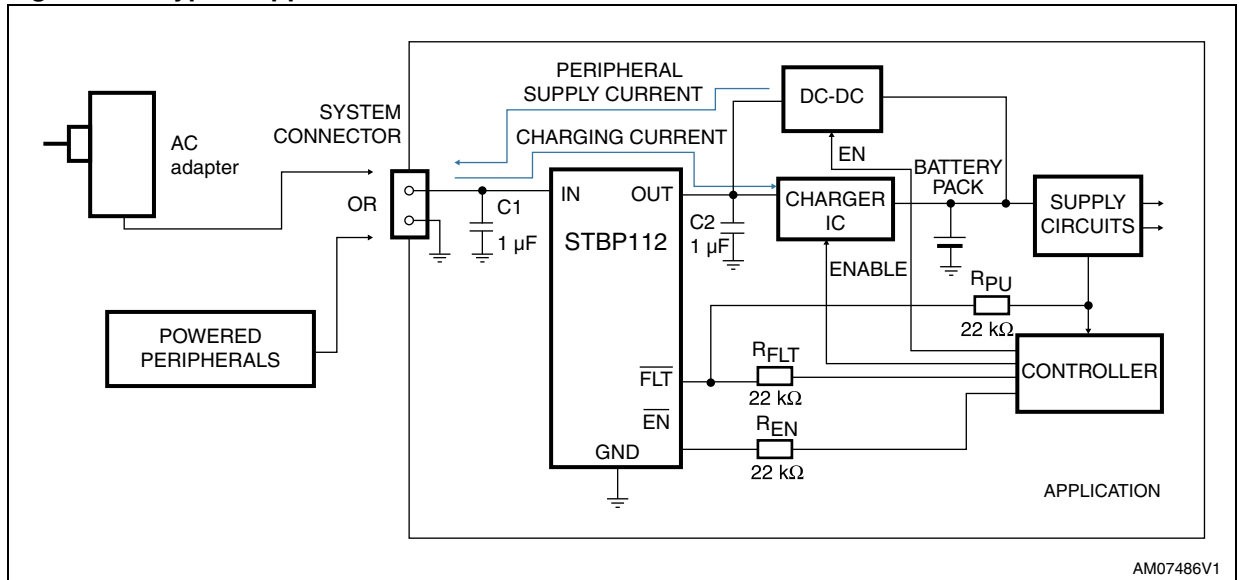 AC
adapter
SYSTEM
CONNECTOR
OR
POWERED
PERIPHERALS
PERIPHERAL
SUPPLY CURRENT
CHARGING CURRENT
C1
1 µF
IN
OUT
STBP112
FLT
EN
GND
C2
1 µF
DC-DC
EN
CHARGER
IC
ENABLE
BATTERY
PACK
SUPPLY
CIRCUITS
RPU
22 kΩ
RFLT
22 kΩ
REN
22 kΩ
CONTROLLER
APPLICATION
AM07486V1